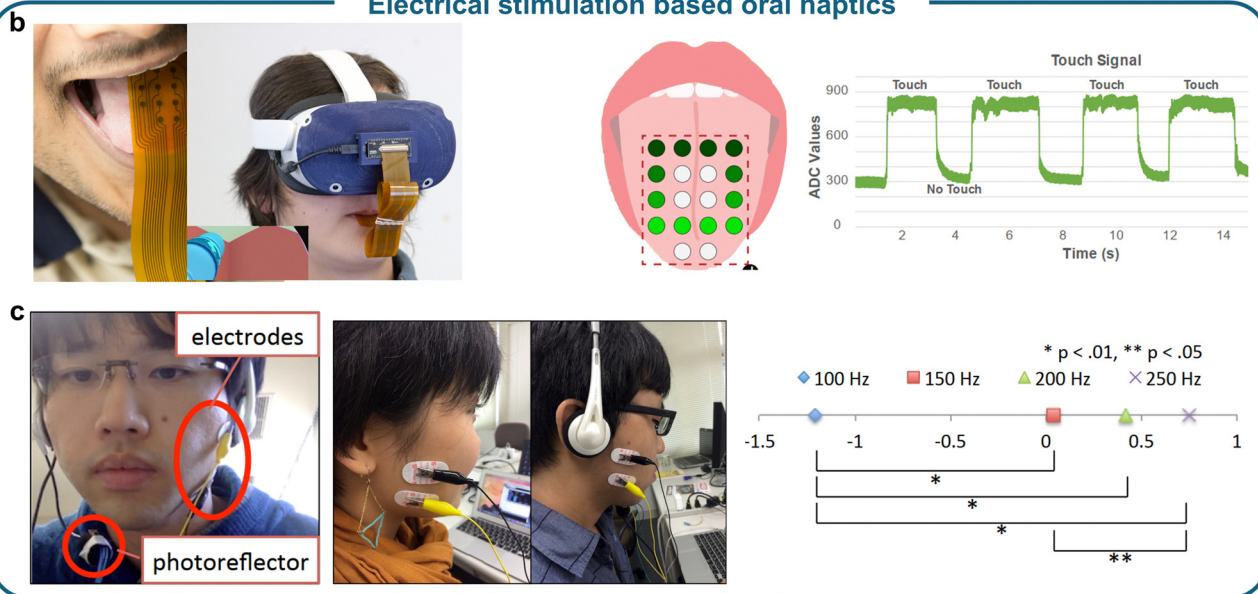 Electrical stimulation based oral haptics
b
Touch Signal
Touch Touch Touch Touch
900
600
300
0
ADC Values
No Touch
2 4 6 8 10 12 14
Time (s)
c
electrodes
photoreflector
* p < .01, ** p < .05
100 Hz 150 Hz 200 Hz 250 Hz
-1.5 -1 -0.5 0 0.5 1
*
*
*
**